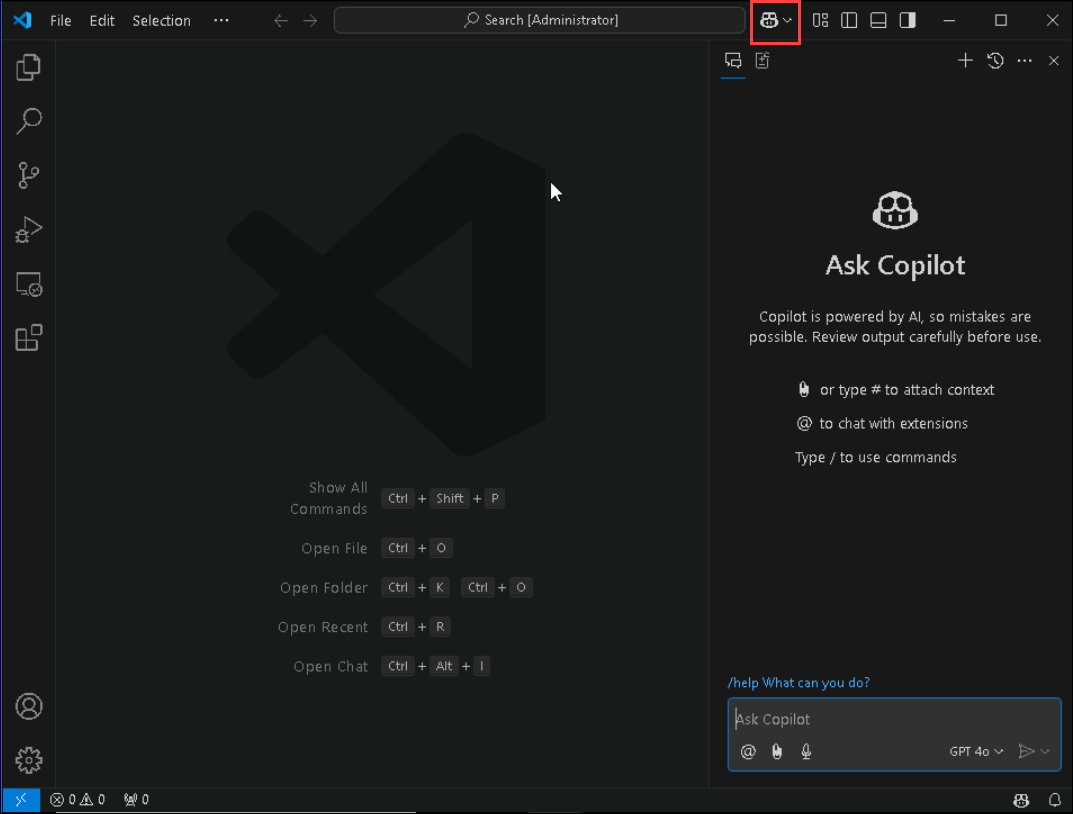 File Edit Selection ···
Search [Administrator]
Ask Copilot
Copilot is powered by AI, so mistakes are
possible. Review output carefully before use.
or type # to attach context
@ to chat with extensions
Type / to use commands
Show All
Commands
Ctrl + Shift + P
Open File Ctrl + O
Open Folder Ctrl + K Ctrl + O
Open Recent Ctrl + R
Open Chat Ctrl + Alt + I
/help What can you do?
Ask Copilot
@ GPT 4o
0 0 0